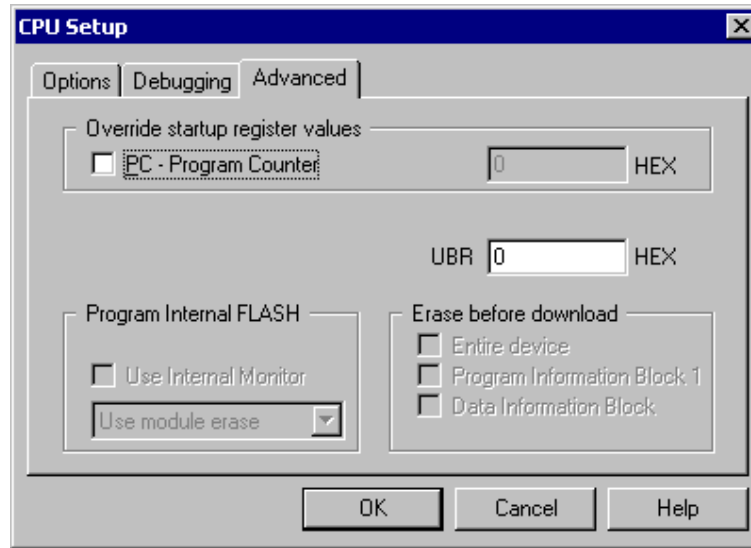 CPU Setup
Options Debugging Advanced
Override startup register values
PC - Program Counter 0 HEX
UBR 0 HEX
Program Internal FLASH
Use Internal Monitor
Use module erase
Erase before download
Entire device
Program Information Block 1
Data Information Block
OK Cancel Help